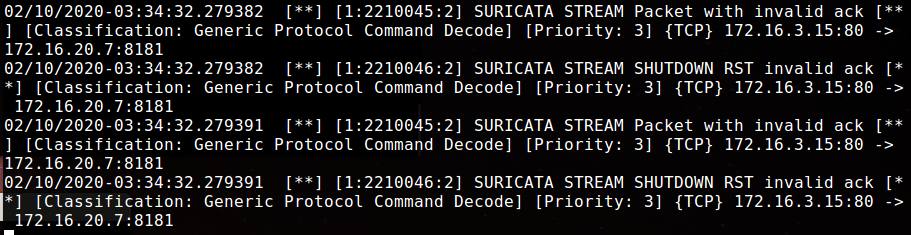 02/10/2020-03:34:32.279382  [**] [1:2210045:2] SURICATA STREAM Packet with invalid ack [**
] [Classification: Generic Protocol Command Decode] [Priority: 3] {TCP} 172.16.3.15:80 ->
172.16.20.7:8181
02/10/2020-03:34:32.279382  [**] [1:2210046:2] SURICATA STREAM SHUTDOWN RST invalid ack [*
*] [Classification: Generic Protocol Command Decode] [Priority: 3] {TCP} 172.16.3.15:80 ->
 172.16.20.7:8181
02/10/2020-03:34:32.279391  [**] [1:2210045:2] SURICATA STREAM Packet with invalid ack [**
] [Classification: Generic Protocol Command Decode] [Priority: 3] {TCP} 172.16.3.15:80 ->
172.16.20.7:8181
02/10/2020-03:34:32.279391  [**] [1:2210046:2] SURICATA STREAM SHUTDOWN RST invalid ack [*
*] [Classification: Generic Protocol Command Decode] [Priority: 3] {TCP} 172.16.3.15:80 ->
 172.16.20.7:8181